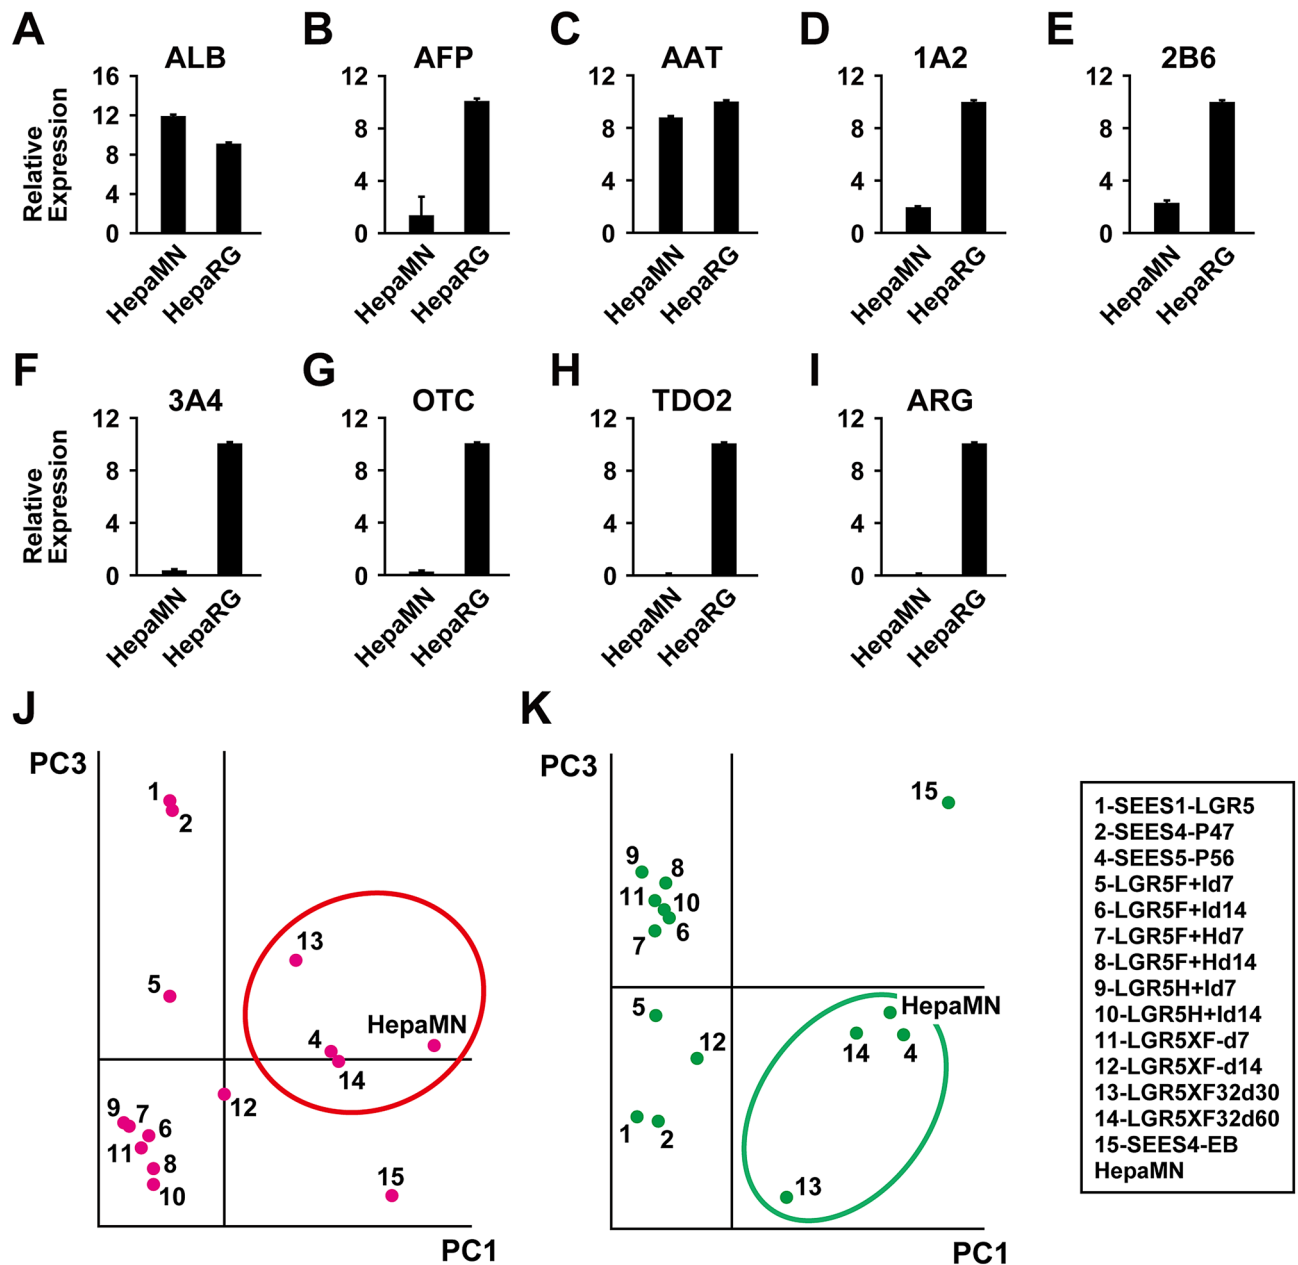 A
B
C
D
E
ALB
AFP
AAT
1A2
2B6
Relative
Expression
16
12
8
4
0
12
8
4
0
12
8
4
0
12
8
4
0
12
8
4
0
HepaMN
HepaRG
HepaMN
HepaRG
HepaMN
HepaRG
HepaMN
HepaRG
HepaMN
HepaRG
F
G
H
I
3A4
OTC
TDO2
ARG
Relative
Expression
12
8
4
0
12
8
4
0
12
8
4
0
12
8
4
0
HepaMN
HepaRG
HepaMN
HepaRG
HepaMN
HepaRG
HepaMN
HepaRG
J
PC3
1
2
5
13
HepaMN
4
14
12
9
7
6
11
8
10
15
PC1
K
PC3
15
9
8
11
10
7
6
5
HepaMN
12
14
4
1
2
13
PC1
1-SEES1-LGR5
2-SEES4-P47
4-SEES5-P56
5-LGR5F+Id7
6-LGR5F+Id14
7-LGR5F+Hd7
8-LGR5F+Hd14
9-LGR5H+Id7
10-LGR5H+Id14
11-LGR5XF-d7
12-LGR5XF-d14
13-LGR5XF32d30
14-LGR5XF32d60
15-SEES4-EB
HepaMN